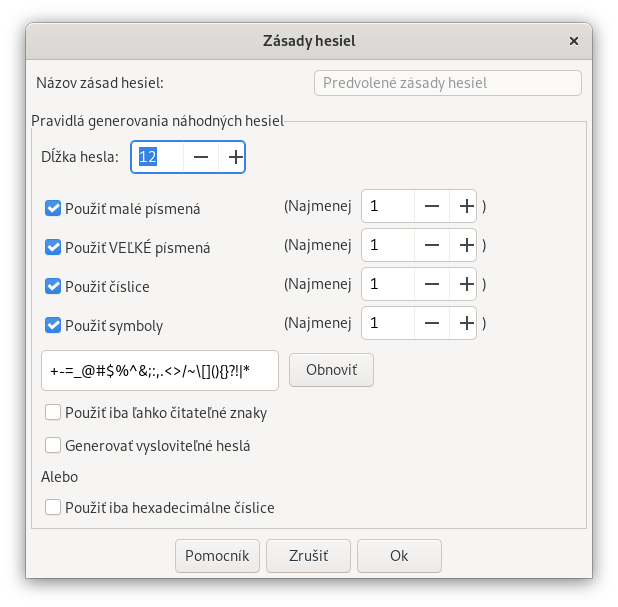 Zásady hesiel ×
Názov zásad hesiel: Predvolené zásady hesiel
Pravidlá generovania náhodných hesiel
Dĺžka hesla: 12 — +
Použiť malé písmená (Najmenej 1 — + )
Použiť VEĽKÉ písmená (Najmenej 1 — + )
Použiť číslice (Najmenej 1 — + )
Použiť symboly (Najmenej 1 — + )
+-=_@#$%^&;:,.<>/~\[](){}?!|* Obnoviť
Použiť iba ľahko čitateľné znaky
Generovať vysloviteľné heslá
Alebo
Použiť iba hexadecimálne číslice
Pomocník Zrušiť Ok